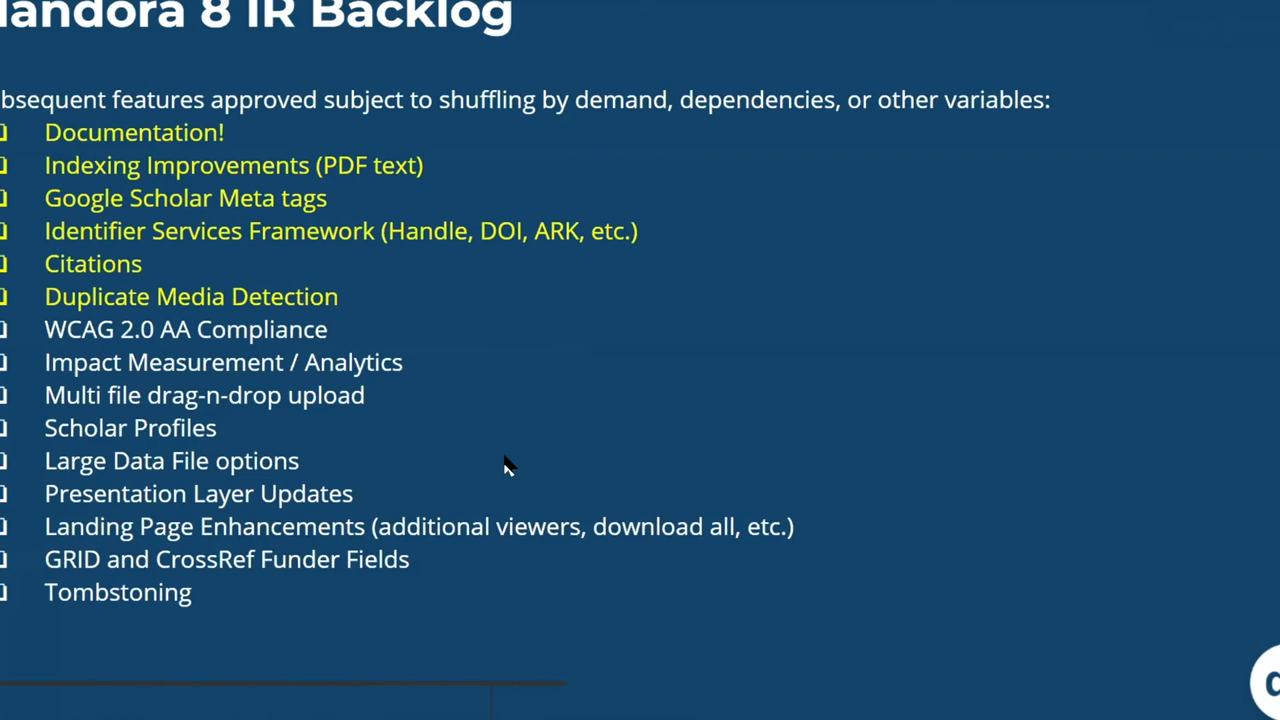 landora 8 IR Backlog
bsequent features approved subject to shuffling by demand, dependencies, or other variables:
Documentation!
Indexing Improvements (PDF text)
Google Scholar Meta tags
Identifier Services Framework (Handle, DOI, ARK, etc.)
Citations
Duplicate Media Detection
WCAG 2.0 AA Compliance
Impact Measurement / Analytics
Multi file drag-n-drop upload
Scholar Profiles
Large Data File options
Presentation Layer Updates
Landing Page Enhancements (additional viewers, download all, etc.)
GRID and CrossRef Funder Fields
Tombstoning